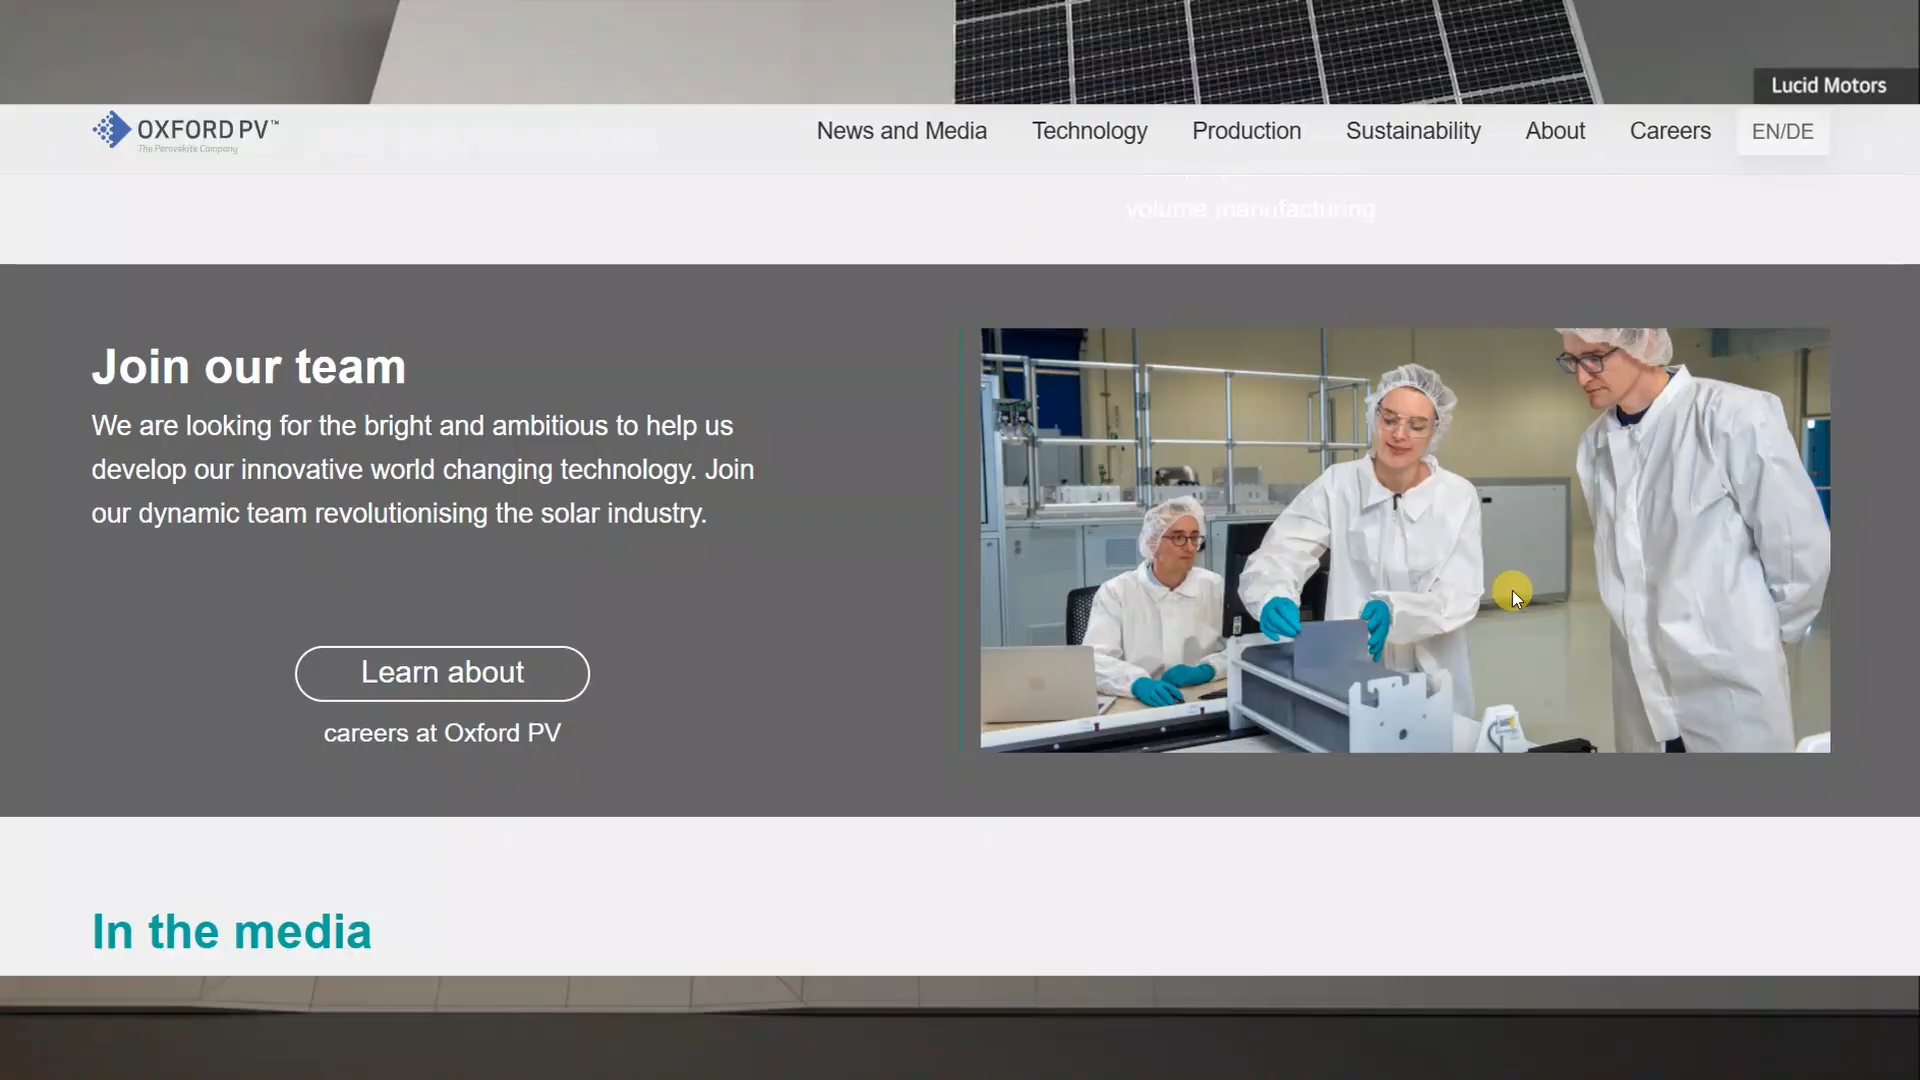 Lucid Motors
OXFORD PV™
The Perovskite Company
News and Media
Technology
Production
Sustainability
About
Careers
EN/DE
volume manufacturing
Join our team
We are looking for the bright and ambitious to help us
develop our innovative world changing technology. Join
our dynamic team revolutionising the solar industry.
Learn about
careers at Oxford PV
In the media